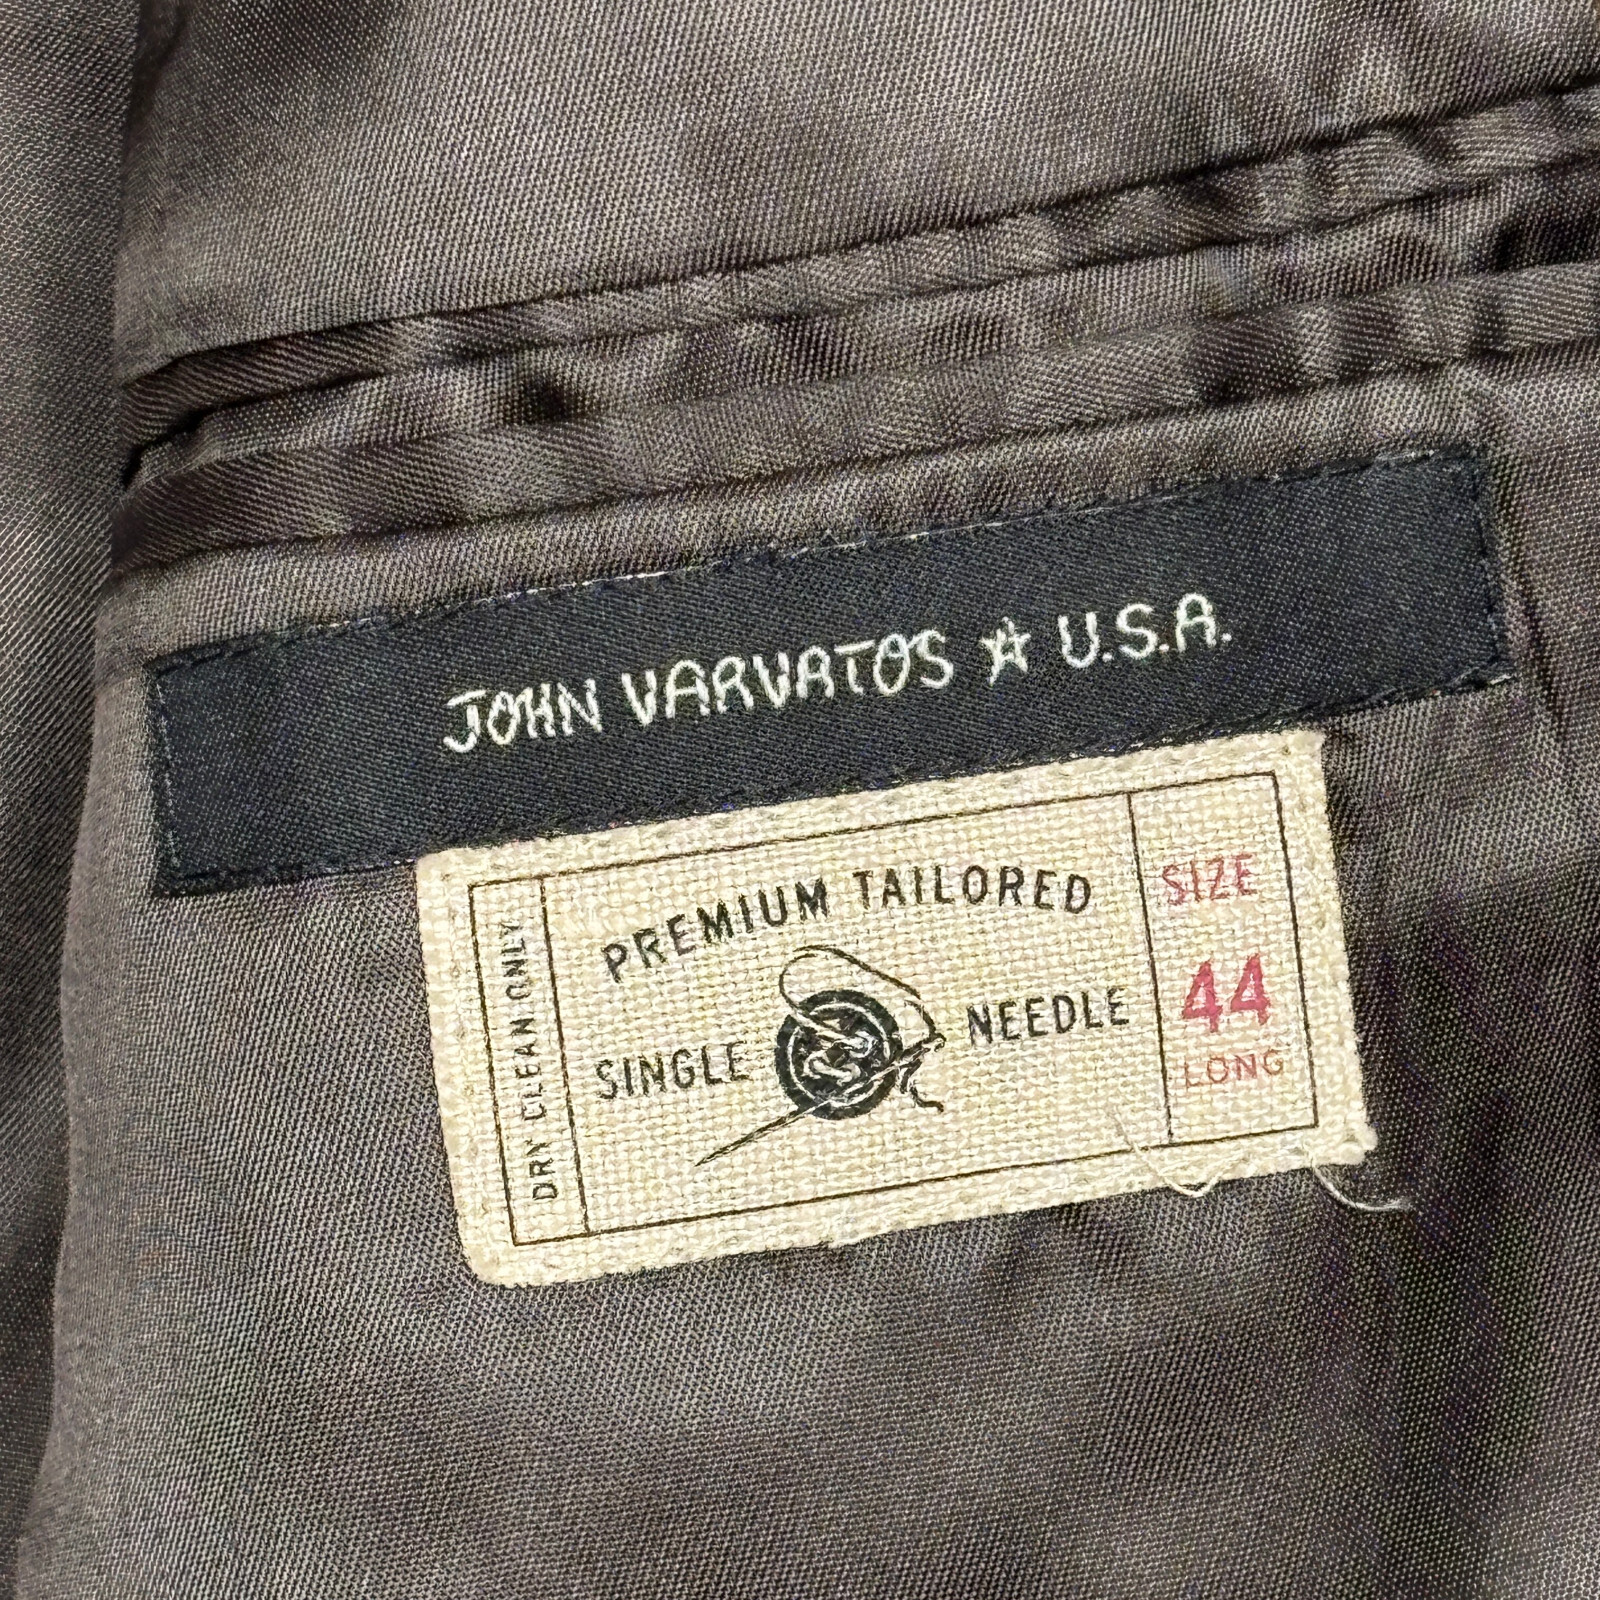 JOHN VARVATOS ☆ U.S.A.
DRY CLEAN ONLY
PREMIUM TAILORED
SINGLE NEEDLE
SIZE
44
LONG